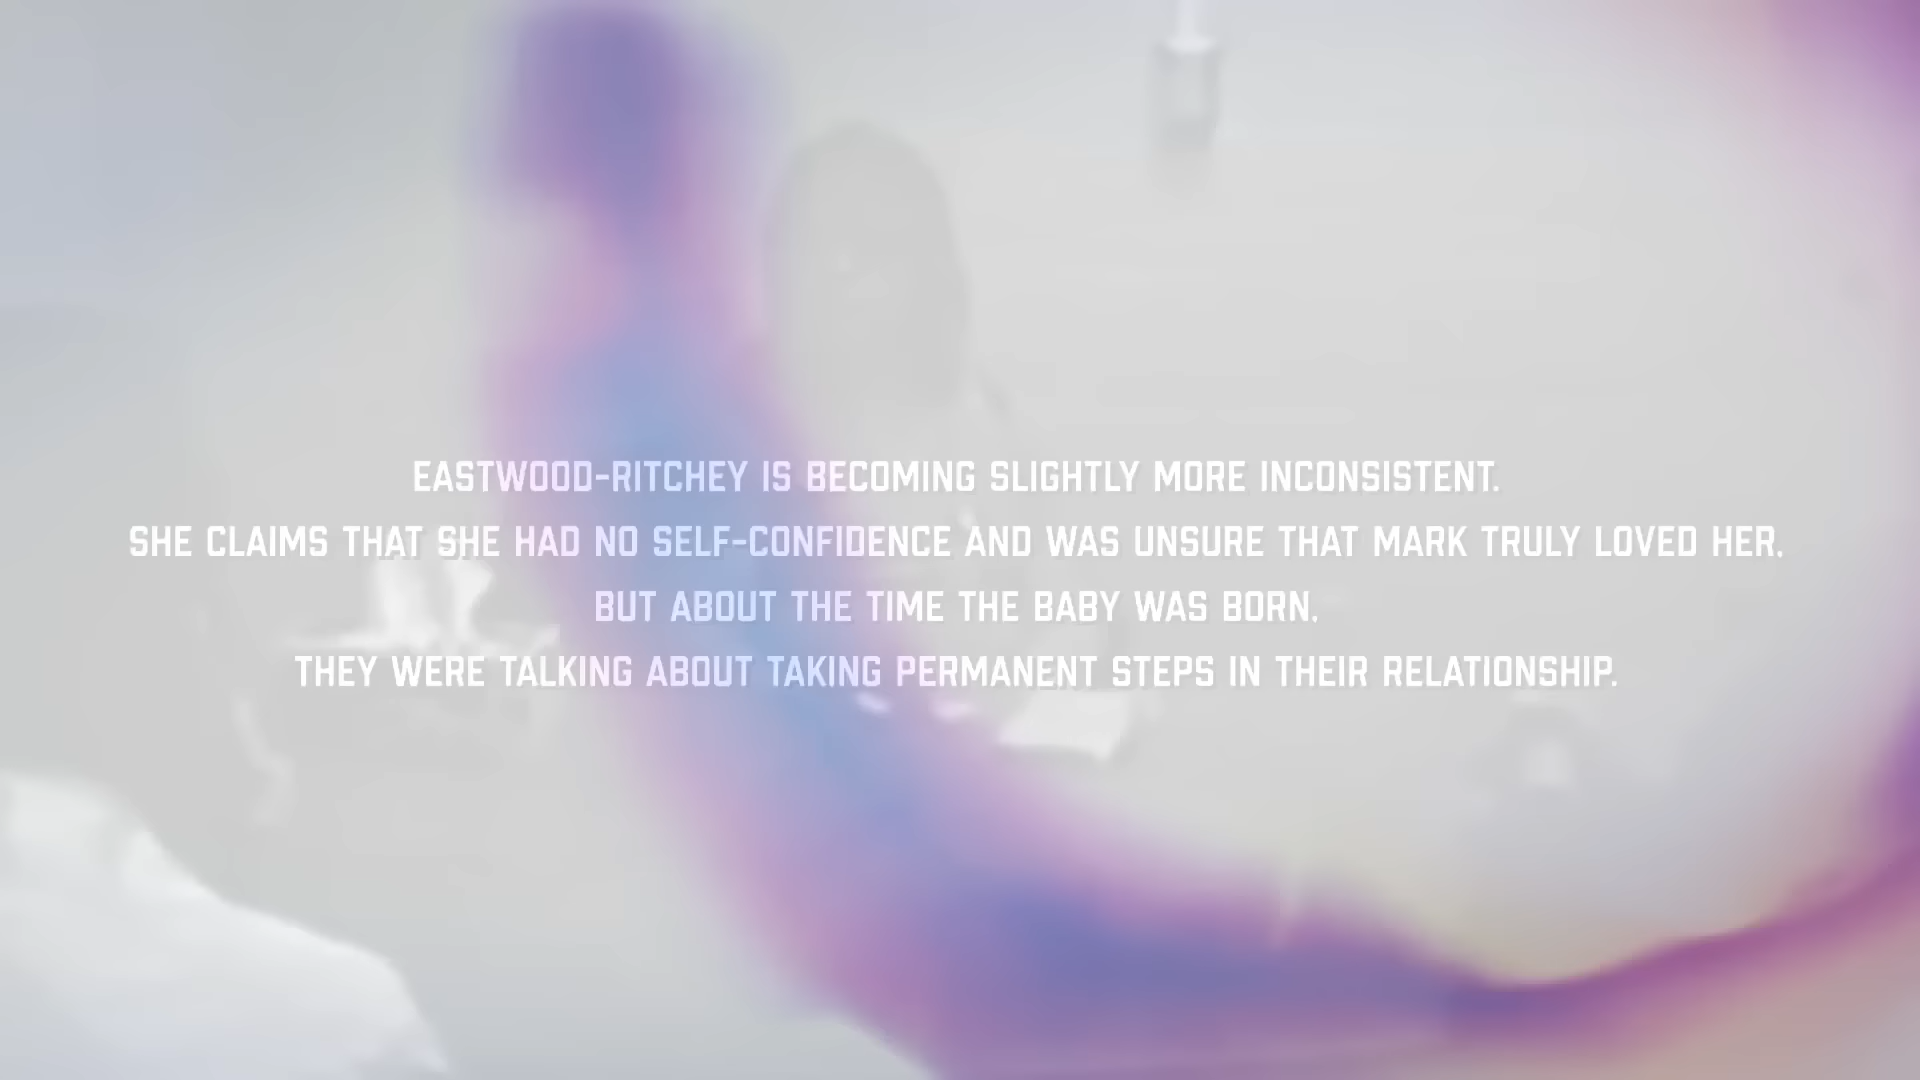 EASTWOOD-RITCHEY IS BECOMING SLIGHTLY MORE INCONSISTENT.
SHE CLAIMS THAT SHE HAD NO SELF-CONFIDENCE AND WAS UNSURE THAT MARK TRULY LOVED HER,
BUT ABOUT THE TIME THE BABY WAS BORN,
THEY WERE TALKING ABOUT TAKING PERMANENT STEPS IN THEIR RELATIONSHIP.